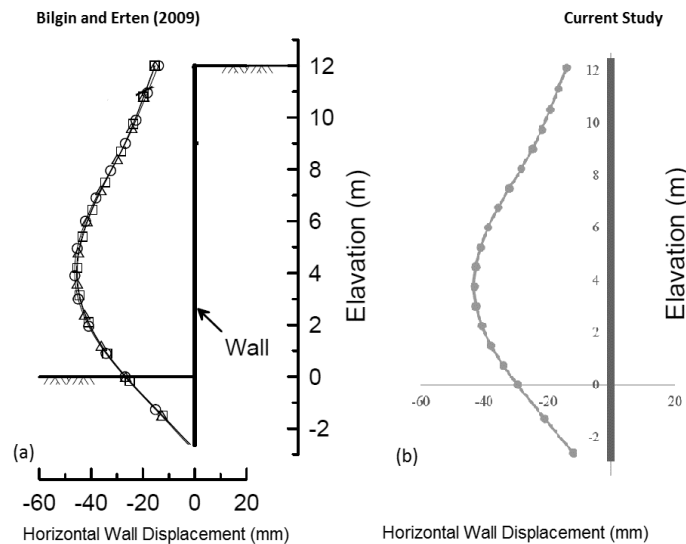 Bilgin and Erten (2009)
Current Study
12
10
8
6
4
2
0
-2
Elavation (m)
Wall
(a)
-60 -40 -20 0 20
Horizontal Wall Displacement (mm)
12
10
8
6
4
2
0
-2
Elavation (m)
-60 -40 -20 20
(b)
Horizontal Wall Displacement (mm)